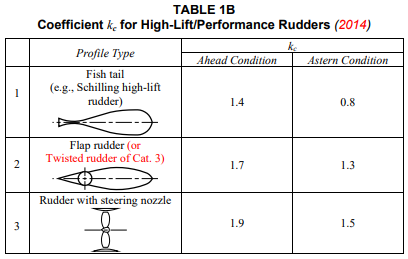 TABLE 1B
Coefficient kc for High-Lift/Performance Rudders (2014)
Profile Type
kc
Ahead Condition
Astern Condition
1
Fish tail
(e.g., Schilling high-lift
rudder)
1.4
0.8
2
Flap rudder (or
Twisted rudder of Cat. 3)
1.7
1.3
3
Rudder with steering nozzle
1.9
1.5